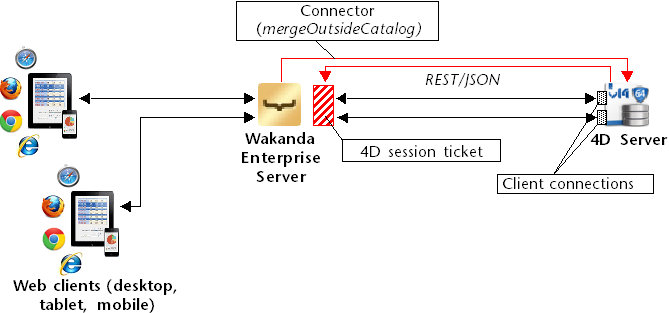 Connector
(mergeOutsideCatalog)
REST/JSON
v14
64
Wakanda
Enterprise
Server
4D session ticket
4D Server
Client connections
Web clients (desktop,
tablet, mobile)